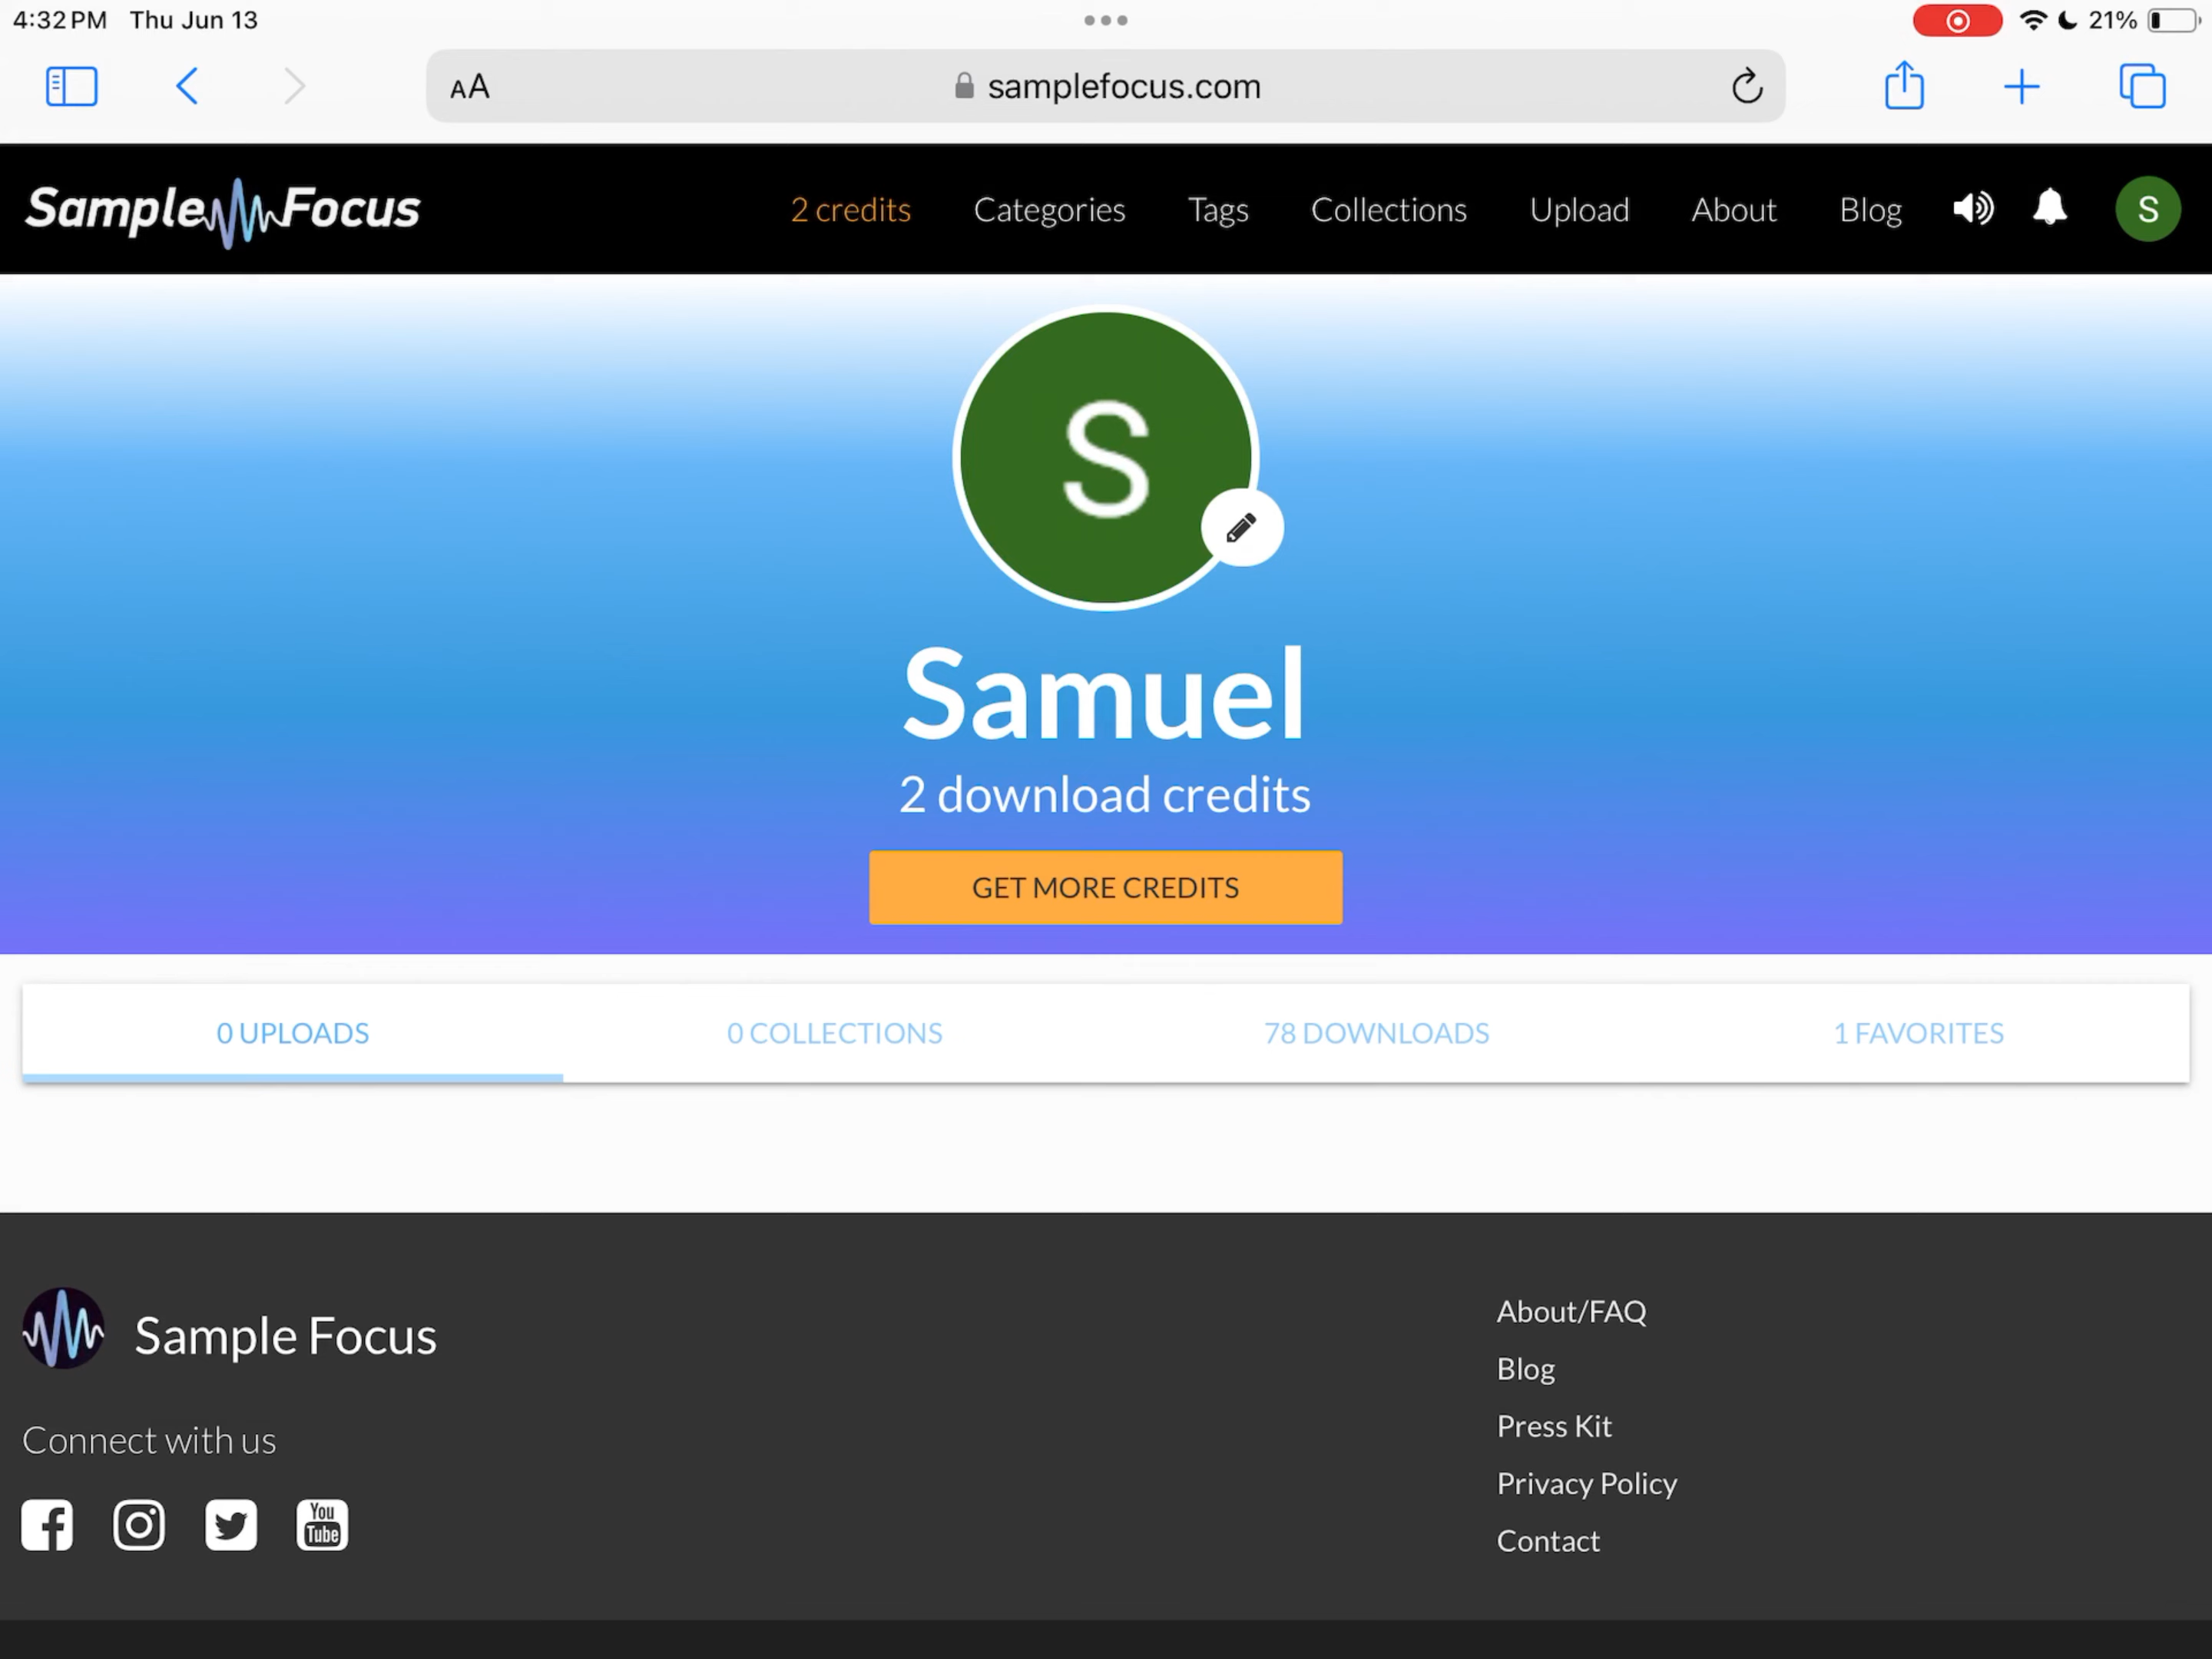 4:32 PM Thu Jun 13
21%
AA samplefocus.com
Sample Focus
2 credits Categories Tags Collections Upload About Blog S
S
Samuel
2 download credits
GET MORE CREDITS
0 UPLOADS 0 COLLECTIONS 78 DOWNLOADS 1 FAVORITES
Sample Focus
Connect with us
You
Tube
About/FAQ
Blog
Press Kit
Privacy Policy
Contact